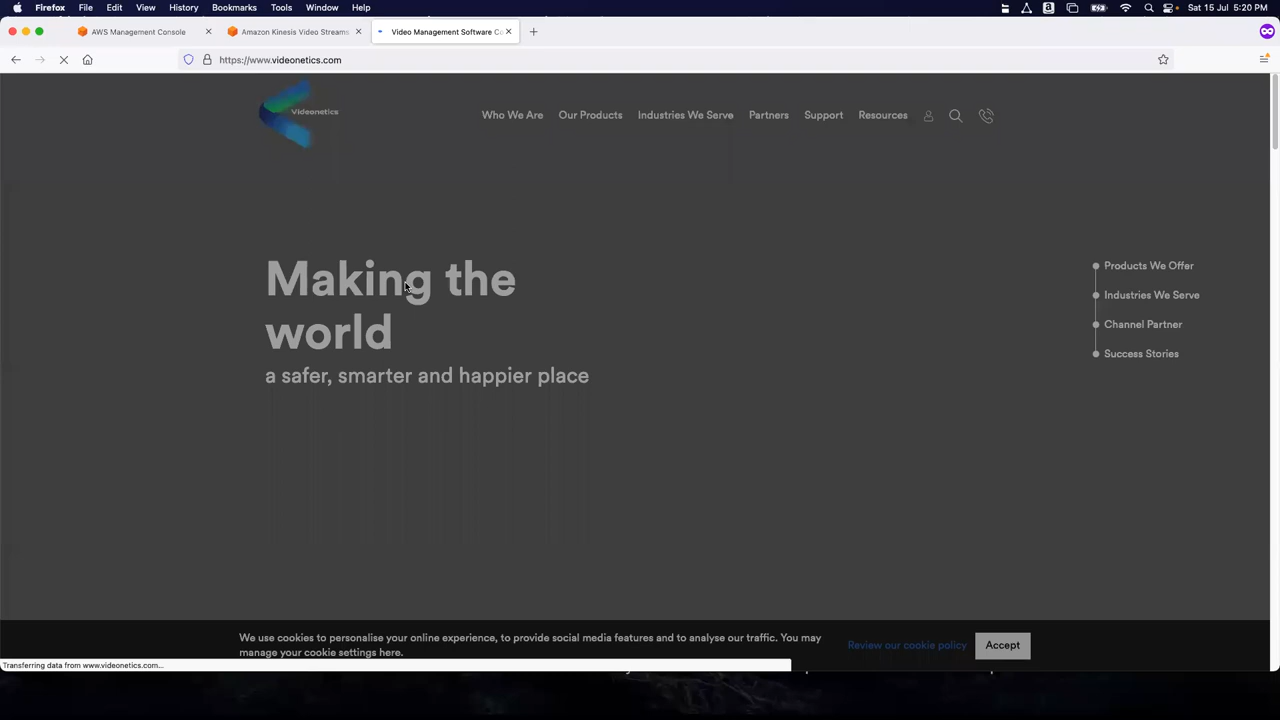 Firefox File Edit View History Bookmarks Tools Window Help Sat 15 Jul 5:20 PM
AWS Management Console Amazon Kinesis Video Streams Video Management Software Co
https://www.videonetics.com
Videonetics
Who We Are Our Products Industries We Serve Partners Support Resources
Making the
world
a safer, smarter and happier place
Products We Offer
Industries We Serve
Channel Partner
Success Stories
We use cookies to personalise your online experience, to provide social media features and to analyse our traffic. You may
manage your cookie settings here.
Review our cookie policy Accept
Transferring data from www.videonetics.com...